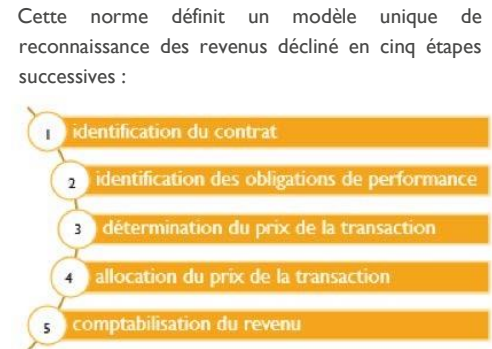 Cette norme définit un modèle unique de
reconnaissance des revenus décliné en cinq étapes
successives :
1 identification du contrat
2 identification des obligations de performance
3 détermination du prix de la transaction
4 allocation du prix de la transaction
5 comptabilisation du revenu